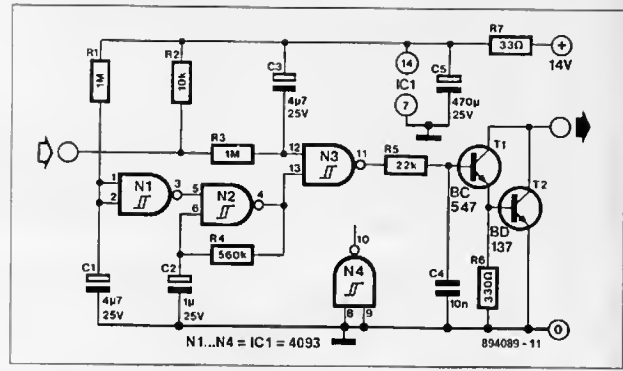 R1
1M
R2
10k
C3
4μ7
25V
14
IC1
7
C5
470μ
25V
R7
33Ω
+
14V
R3
1M
12
13
N3
11
R5
22k
T1
BC
547
T2
BD
137
1
2
N1
3
5
6
N2
4
R4
560k
C1
4μ7
25V
C2
1μ
25V
10
N4
8
9
C4
10n
R6
330Ω
0
N1...N4 = IC1 = 4093
894089 - 11